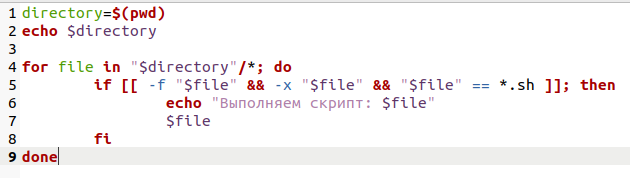 1 directory=$(pwd)
2 echo $directory
3
4 for file in "$directory"/*; do
5         if [[ -f "$file" && -x "$file" && "$file" == *.sh ]]; then
6                 echo "Выполняем скрипт: $file"
7                 $file
8         fi
9 done